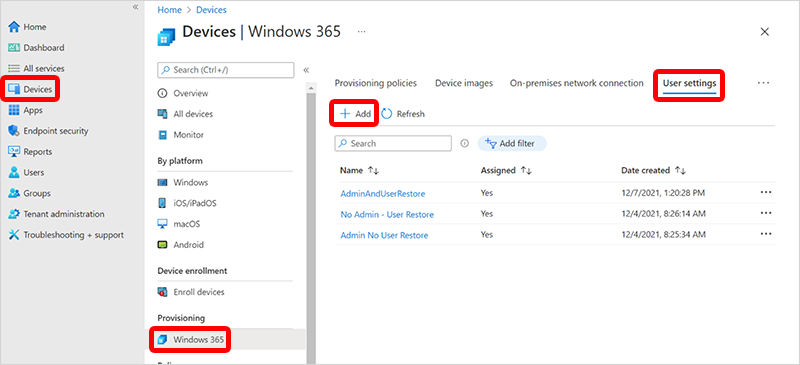 Home > Devices
Devices | Windows 365 ...
Home
Dashboard
All services
Devices
Apps
Endpoint security
Reports
Users
Groups
Tenant administration
Troubleshooting + support
Search (Ctrl+/)
Overview
All devices
Monitor
By platform
Windows
iOS/iPadOS
macOS
Android
Device enrollment
Enroll devices
Provisioning
Windows 365
Provisioning policies Device images On-premises network connection User settings ...
+ Add Refresh
Search Add filter
Name ↑↓ Assigned ↑↓ Date created ↑↓
AdminAndUserRestore Yes 12/7/2021, 1:20:28 PM ...
No Admin - User Restore Yes 12/4/2021, 8:26:14 AM ...
Admin No User Restore Yes 12/4/2021, 8:25:34 AM ...